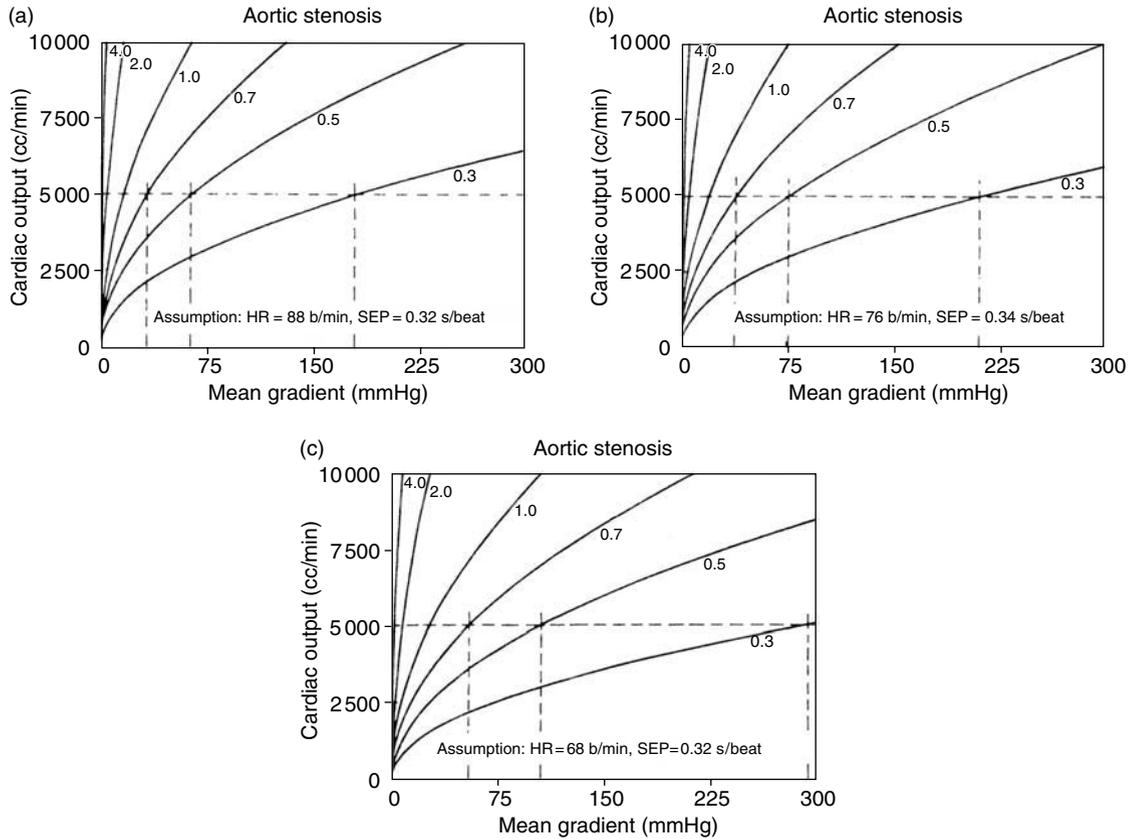 (a)
Aortic stenosis
Cardiac output (cc/min)
10 000
7 500
5 000
2 500
0
4.0
2.0
1.0
0.7
0.5
0.3
Assumption: HR = 88 b/min, SEP = 0.32 s/beat
0 75 150 225 300
Mean gradient (mmHg)
(b)
Aortic stenosis
Cardiac output (cc/min)
10 000
7500
5 000
2 500
0
4.0
2.0
1.0
0.7
0.5
0.3
Assumption: HR = 76 b/min, SEP = 0.34 s/beat
0 75 150 225 300
Mean gradient (mmHg)
(c)
Aortic stenosis
Cardiac output (cc/min)
10 000
7 500
5 000
2 500
0
4.0
2.0
1.0
0.7
0.5
0.3
Assumption: HR=68 b/min, SEP=0.32 s/beat
0 75 150 225 300
Mean gradient (mmHg)